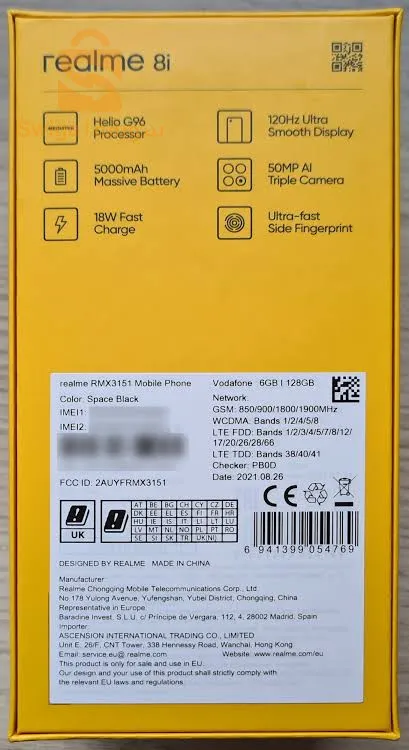 realme 8i
Helio G96
Processor
120Hz Ultra
Smooth Display
MEDIATEK
5000mAh
Massive Battery
50MP AI
Triple Camera
18W Fast
Charge
Ultra-fast
Side Fingerprint
realme RMX3151 Mobile Phone
Color: Space Black
IMEI1:
IMEI2:
FCC ID: 2AUYFRMX3151
Vodafone 6GB | 128GB
Network:
GSM: 850/900/1800/1900MHz
WCDMA: Bands 1/2/4/5/8
LTE FDD: Bands 1/2/3/4/5/7/8/12/
17/20/26/28/66
LTE TDD: Bands 38/40/41
Checker: PB0D
Date: 2021.08.26
UK
AT BE BG CH CY CZ DE
DK EE EL ES FI FR HR
HU IE IS IT LI LT LU
LV MT NL NO PL PT RO
SE SI SK TR UK(NI)
CE
6 941399 054769
DESIGNED BY REALME MADE IN CHINA
Manufacturer
Realme Chongqing Mobile Telecommunications Corp., Ltd
No 178 Yulong Avenue, Yufengshan, Yubei District, Chongqing, China
Representative in Europe
Baradine Invest, S.L.U. c/ Príncipe de Vergara, 112, 4, 28002 Madrid. Spain
Importer
ASCENSION INTERNATIONAL TRADING CO., LIMITED
Unit E, 26/F, CNT Tower, 338 Hennessy Road, Wanchai, Hong Kong
Email: service.eu@ realme.com Website: www.realme.com/eu
This product is only for sale and use in EU.
Our design and your use of this product shall strictly comply with
the relevant EU laws and regulations